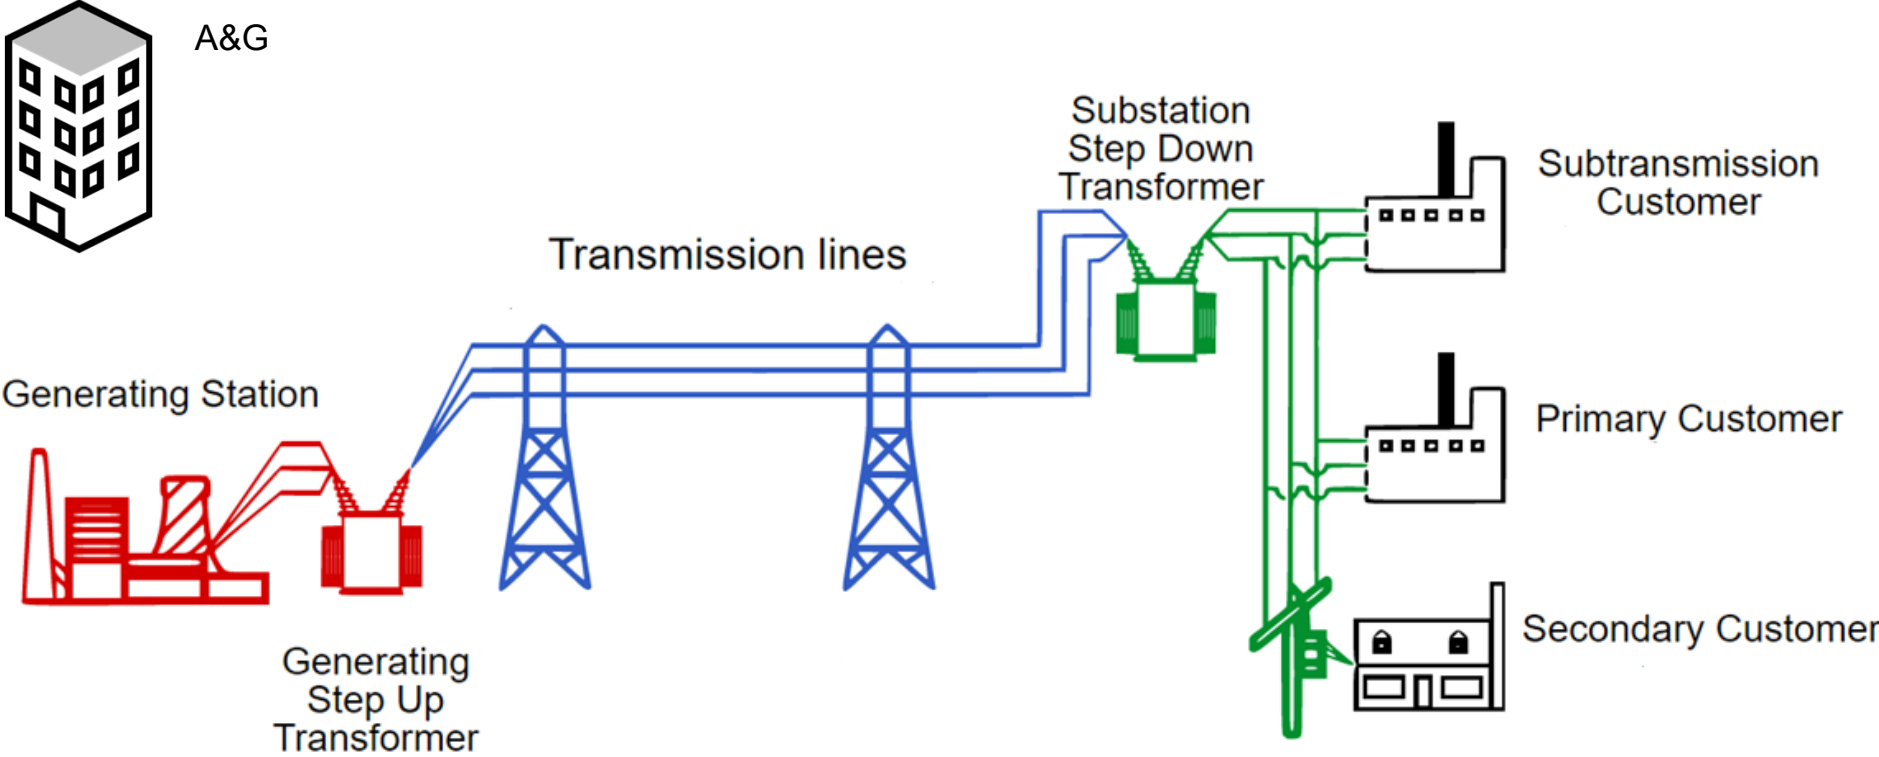 A&G
Substation
Step Down
Transformer
Subtransmission
Customer
Transmission lines
Generating Station
Primary Customer
Secondary Customer
Generating
Step Up
Transformer